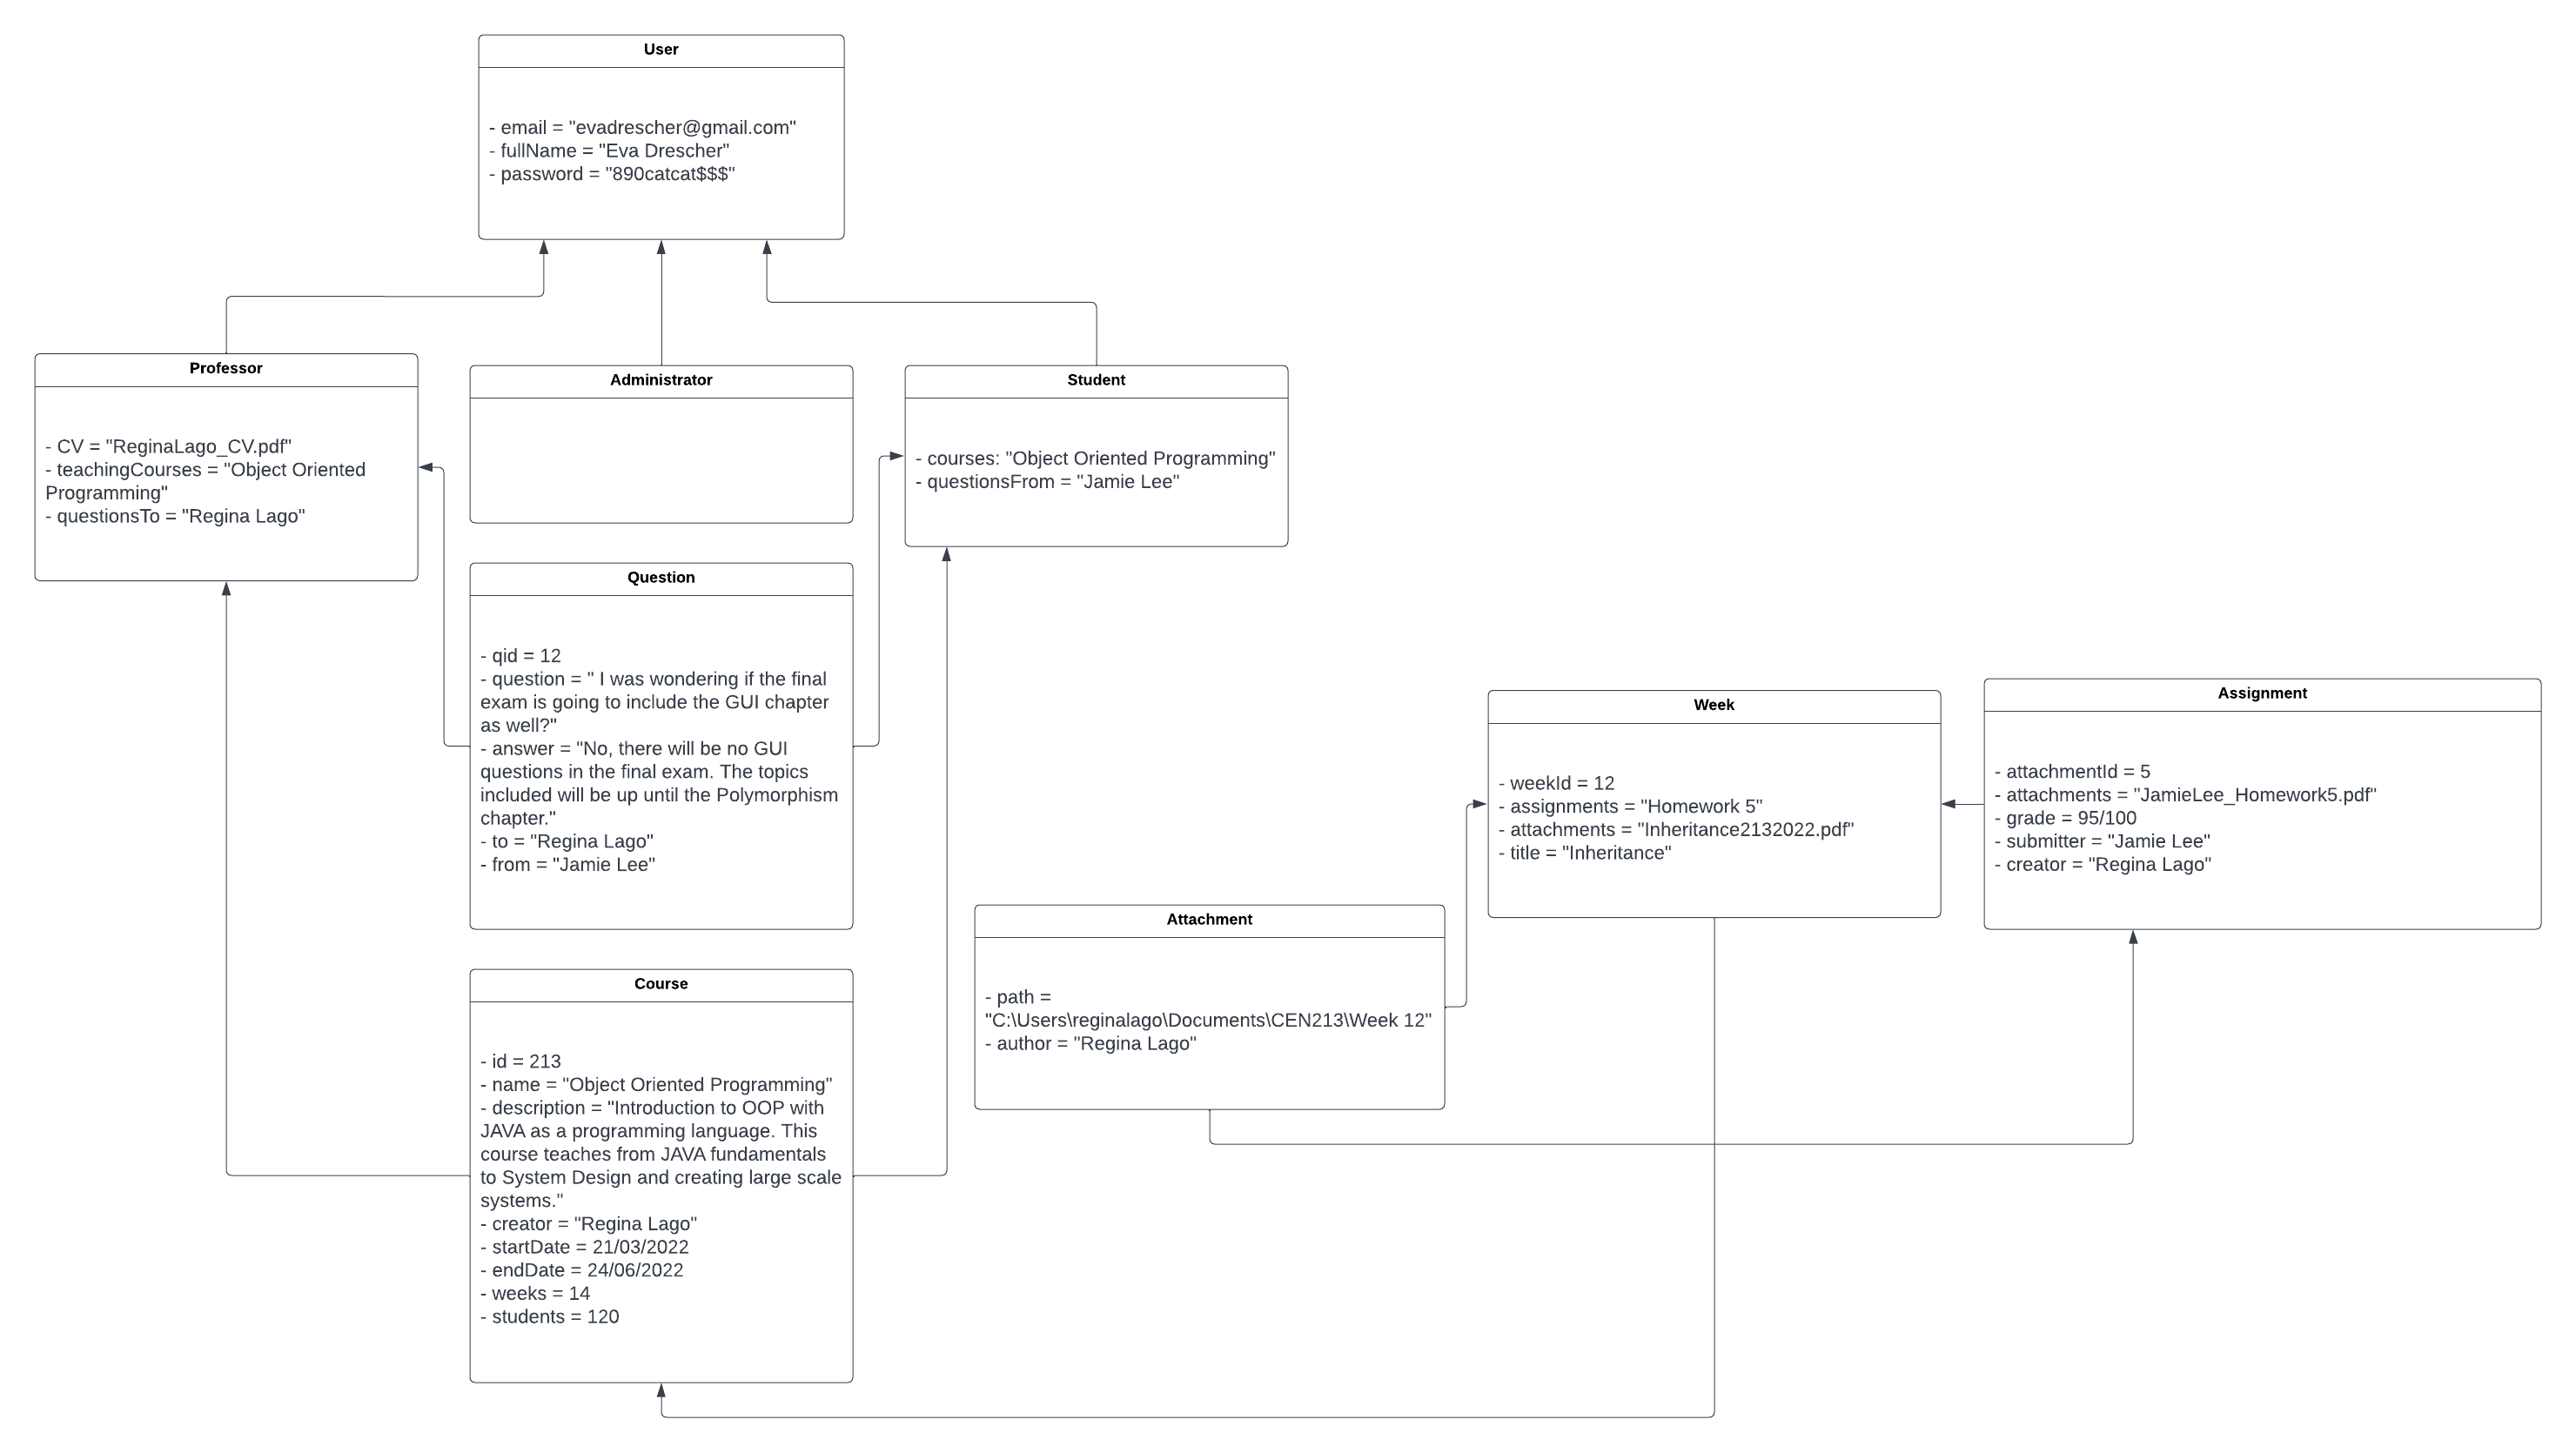 User
- email = "evadrescher@gmail.com"
- fullName = "Eva Drescher"
- password = "890catcat$$$"
Professor
- CV = "ReginaLago_CV.pdf"
- teachingCourses = "Object Oriented
Programming"
- questionsTo = "Regina Lago"
Administrator
Student
- courses: "Object Oriented Programming"
- questionsFrom = "Jamie Lee"
Question
- qid = 12
- question = " I was wondering if the final
exam is going to include the GUI chapter
as well?"
- answer = "No, there will be no GUI
questions in the final exam. The topics
included will be up until the Polymorphism
chapter."
- to = "Regina Lago"
- from = "Jamie Lee"
Week
- weekId = 12
- assignments = "Homework 5"
- attachments = "Inheritance2132022.pdf"
- title = "Inheritance"
Assignment
- attachmentId = 5
- attachments = "JamieLee_Homework5.pdf"
- grade = 95/100
- submitter = "Jamie Lee"
- creator = "Regina Lago"
Attachment
- path =
"C:\Users\reginalago\Documents\CEN213\Week 12"
- author = "Regina Lago"
Course
- id = 213
- name = "Object Oriented Programming"
- description = "Introduction to OOP with
JAVA as a programming language. This
course teaches from JAVA fundamentals
to System Design and creating large scale
systems."
- creator = "Regina Lago"
- startDate = 21/03/2022
- endDate = 24/06/2022
- weeks = 14
- students = 120